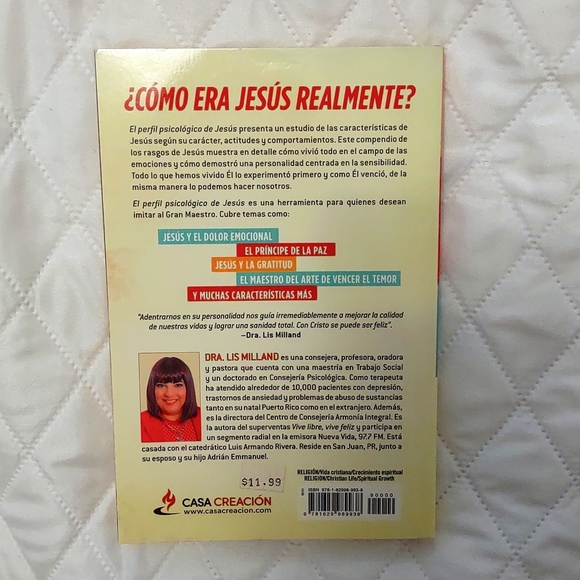 ¿CÓMO ERA JESÚS REALMENTE?
El perfil psicológico de Jesús presenta un estudio de las características de
Jesús según su carácter, actitudes y comportamientos. Este compendio de
los rasgos de Jesús muestra en detalle cómo vivió todo en el campo de las
emociones y cómo demostró una personalidad centrada en la sensibilidad.
Todo lo que hemos vivido Él lo experimentó primero y como Él venció, de
la misma manera lo podemos hacer nosotros.
El perfil psicológico de Jesús es una herramienta para quienes desean
imitar al Gran Maestro. Cubre temas como:
JESÚS Y EL DOLOR EMOCIONAL
EL PRÍNCIPE DE LA PAZ
JESÚS Y LA GRATITUD
EL MAESTRO DEL ARTE DE VENCER EL TEMOR
Y MUCHAS CARACTERÍSTICAS MÁS
"Adentrarnos en su personalidad nos guía irremediablemente a mejorar la calidad
de nuestras vidas y lograr una sanidad total. Con Cristo se puede ser feliz".
—Dra. Lis Milland
DRA. LIS MILLAND es una consejera, profesora, oradora
y pastora que cuenta con una maestría en Trabajo Social
y un doctorado en Consejería Psicológica. Como terapeuta
ha atendido alrededor de 10,000 pacientes con depresión,
trastornos de ansiedad y problemas de abuso de sustancias
tanto en su natal Puerto Rico como en el extranjero. Además,
es la directora del Centro de Consejería Armonía Integral. Es
la autora del superventas Vive libre, vive feliz y participa en
un segmento radial en la emisora Nueva Vida, 97.7 FM. Está
casada con el catedrático Luis Armando Rivera. Reside en San Juan, PR, junto a
su esposo y su hijo Adrián Emmanuel.
$11.99
RELIGIÓN/Vida cristiana/Crecimiento espiritual
RELIGION/Christian Life/Spiritual Growth
ISBN: 978-1-62998-993-8
90000
9 781629 989938
CASA CREACIÓN
www.casacreacion.com